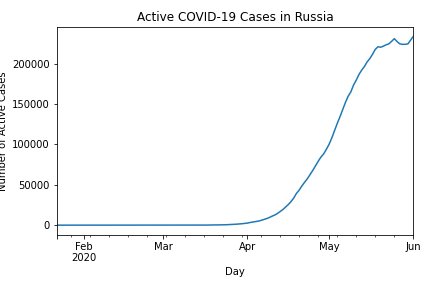 Active COVID-19 Cases in Russia
Number of Active Cases
200000
150000
100000
50000
0
Feb
2020
Mar
Apr
May
Jun
Day